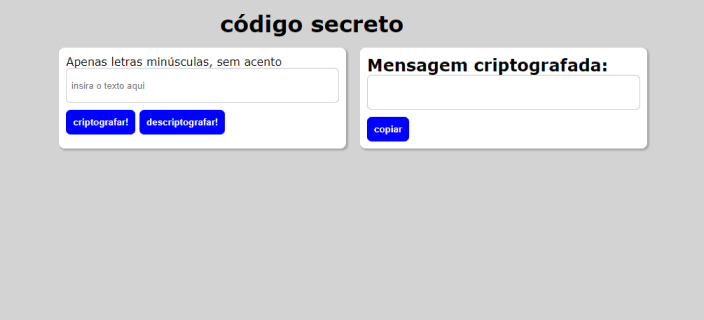 código secreto
Apenas letras minúsculas, sem acento
insira o texto aqui
criptografar!
descriptografar!
Mensagem criptografada:
copiar